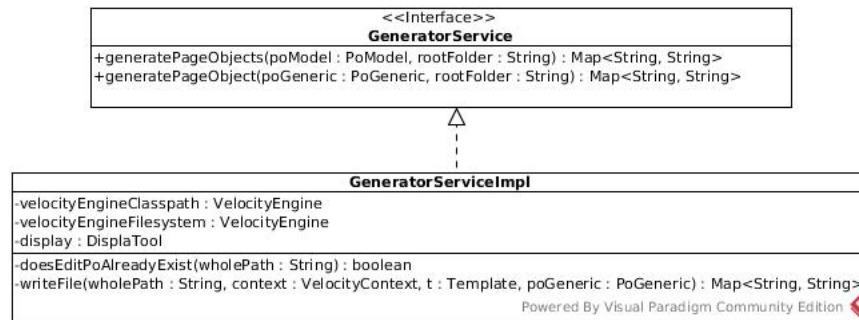 <<Interface>>
GeneratorService
+generatePageObjects(poModel : PoModel, rootFolder : String) : Map<String, String>
+generatePageObject(poGeneric : PoGeneric, rootFolder : String) : Map<String, String>
GeneratorServiceImpl
-velocityEngineClasspath : VelocityEngine
-velocityEngineFilesystem : VelocityEngine
-display : DisplaTool
-doesEditPoAlreadyExist(wholePath : String) : boolean
-writeFile(wholePath : String, context : VelocityContext, t : Template, poGeneric : PoGeneric) : Map<String, String>
Powered By Visual Paradigm Community Edition